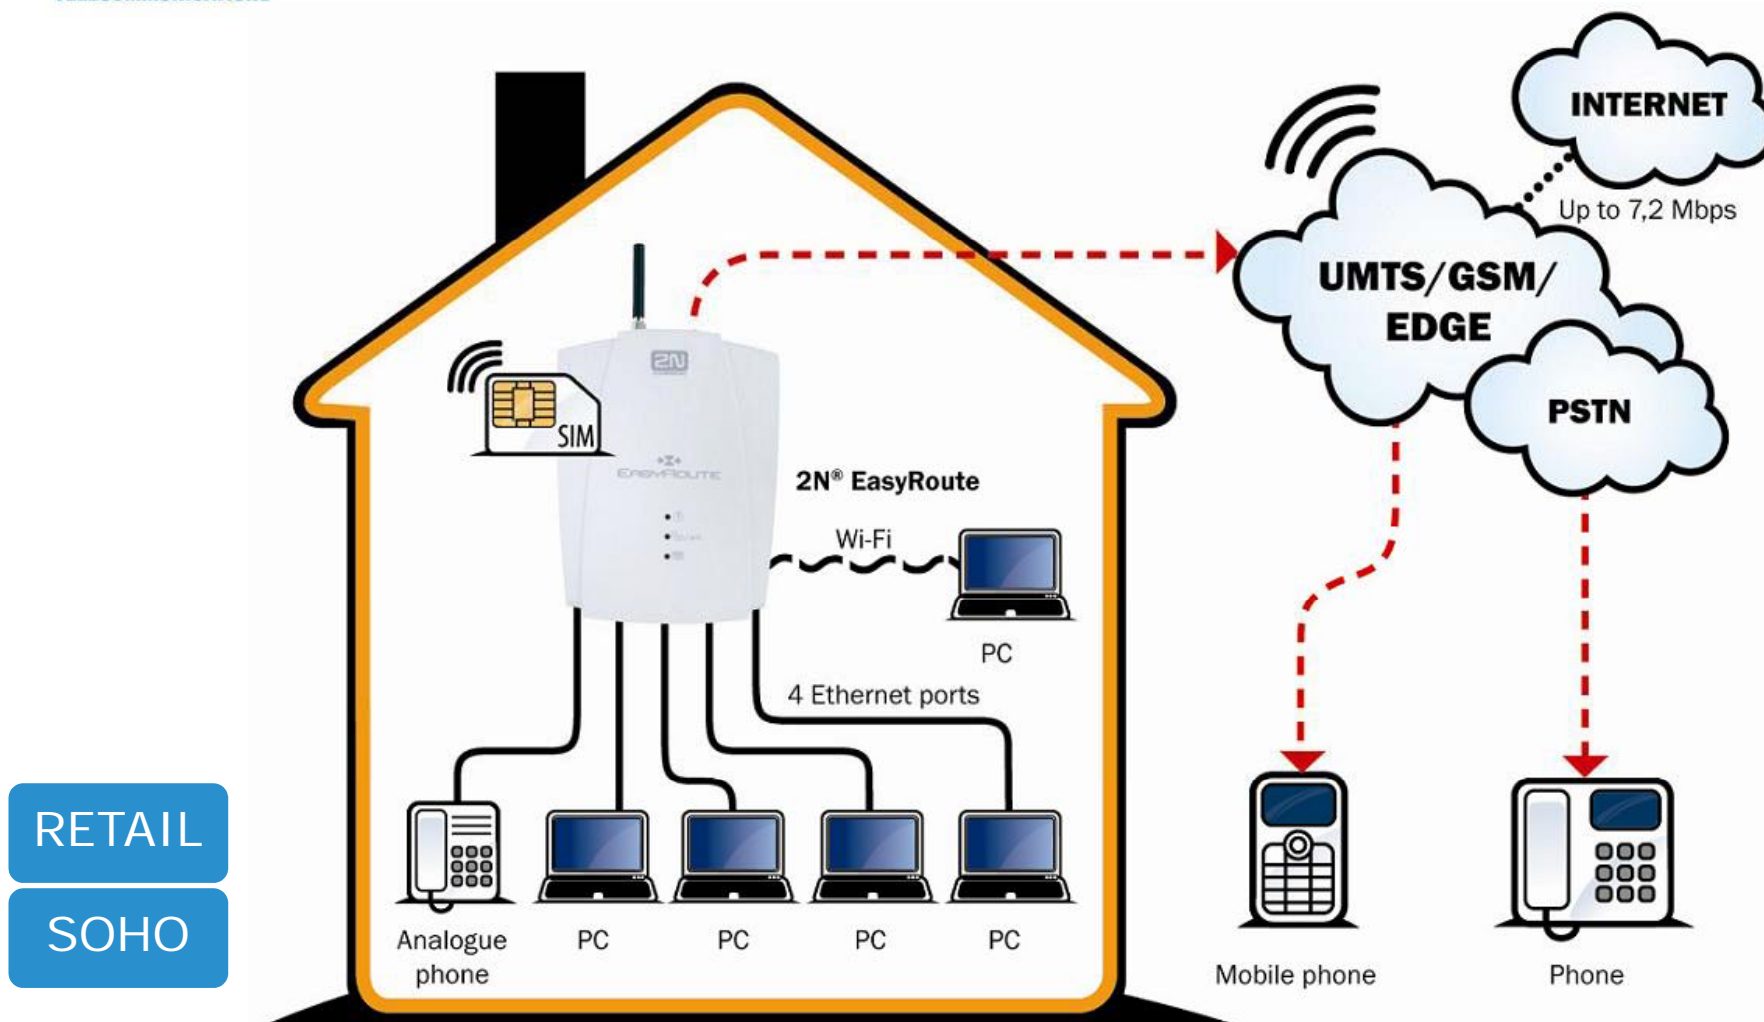 INTERNET
Up to 7,2 Mbps
UMTS/GSM/
EDGE
PSTN
2N
SIM
EASYROUTE
2N® EasyRoute
Wi-Fi
PC
4 Ethernet ports
RETAIL
SOHO
Analogue
phone
PC
PC
PC
PC
Mobile phone
Phone